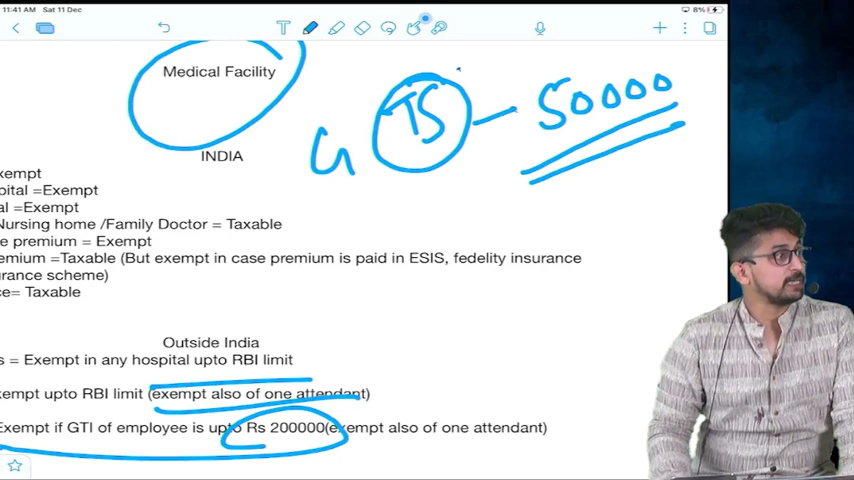 11:41 AM Sat 11 Dec
8%
T
Medical Facility
G TS - 50000
INDIA
xempt
pital =Exempt
al =Exempt
Nursing home /Family Doctor = Taxable
e premium = Exempt
emium =Taxable (But exempt in case premium is paid in ESIS, fedelity insurance
urance scheme)
ce= Taxable
Outside India
s = Exempt in any hospital upto RBI limit
xempt upto RBI limit (exempt also of one attendant)
Exempt if GTI of employee is upto Rs 200000(exempt also of one attendant)